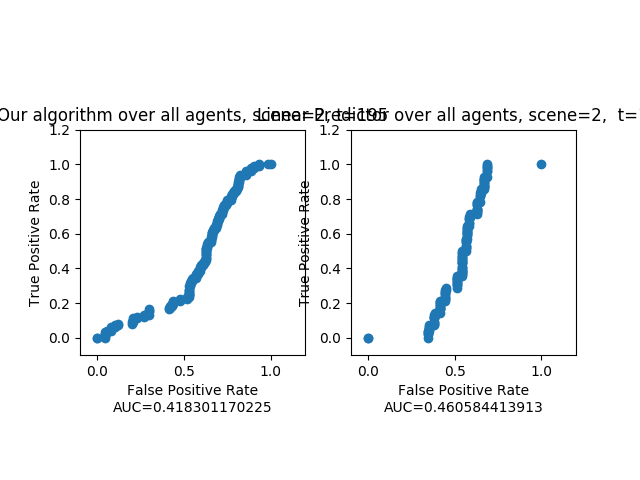 Our algorithm over all agents, scene=2, t=195
Linear Predictor over all agents, scene=2, t=
1.2
1.0
0.8
0.6
0.4
0.2
0.0
True Positive Rate
0.0 0.5 1.0
False Positive Rate
AUC=0.418301170225
1.2
1.0
0.8
0.6
0.4
0.2
0.0
True Positive Rate
0.0 0.5 1.0
False Positive Rate
AUC=0.460584413913